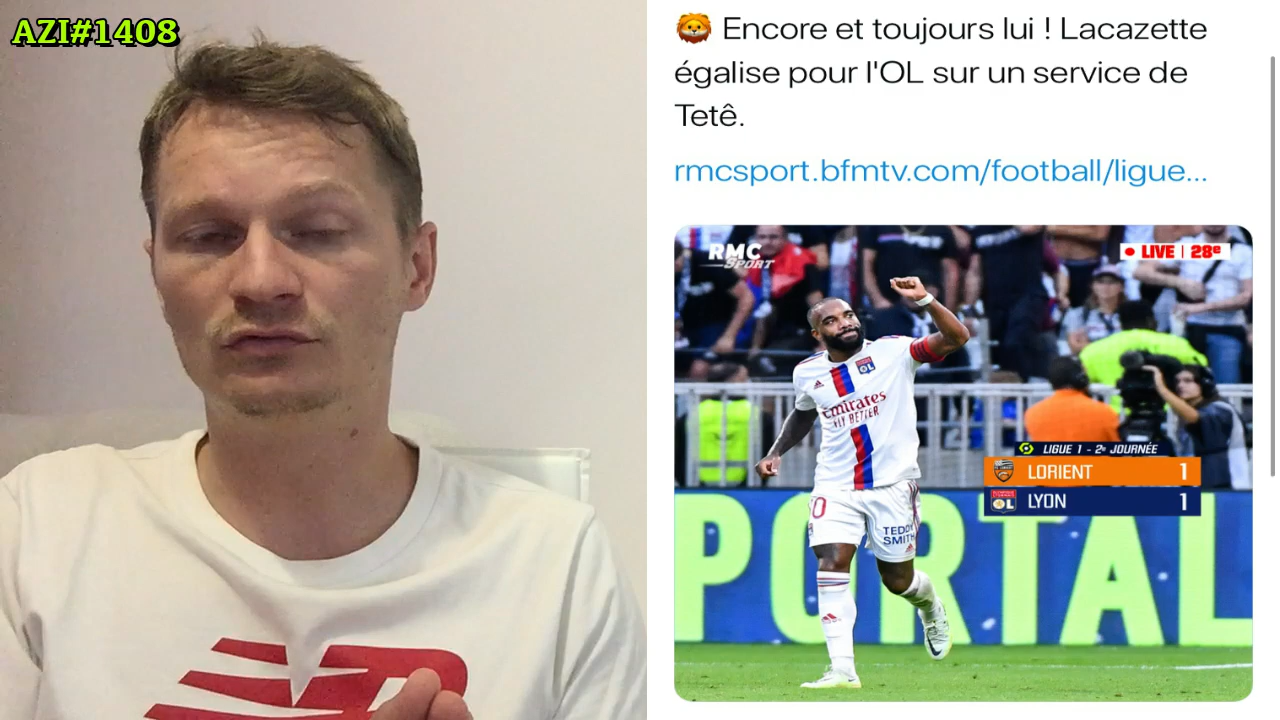 AZI#1408
🦁 Encore et toujours lui ! Lacazette
égalise pour l'OL sur un service de
Tetê.
rmcsport.bfmtv.com/football/ligue...
RMC
SPORT
LIVE | 28e
Emirates
FLY BETTER
TEDDY
SMITH
LIGUE 1 - 2e JOURNÉE
LORIENT 1
OL LYON 1
PORTAL